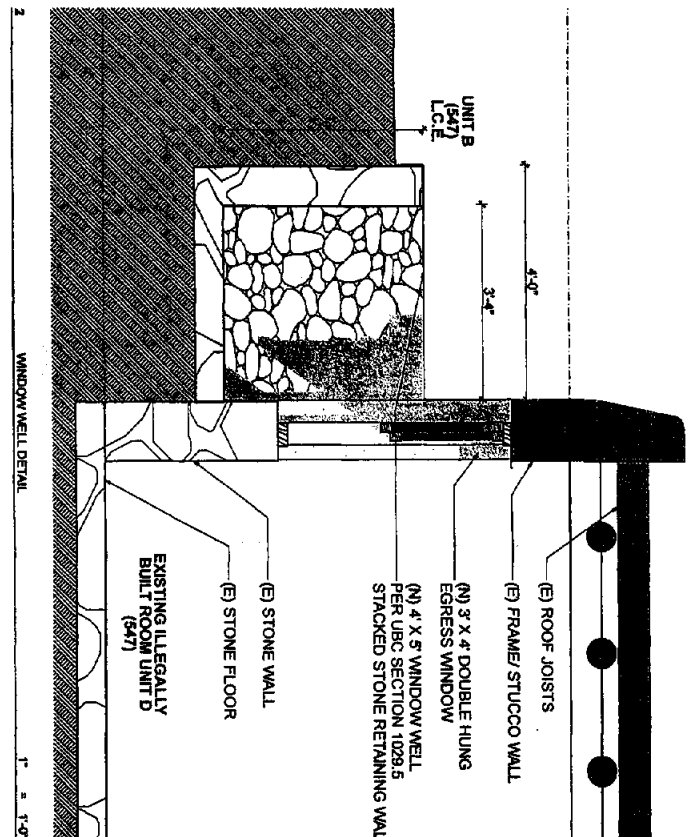 UNIT B
(547)
L.C.E.
4'-0"
3'-4"
(E) ROOF JOISTS
(E) FRAME/ STUCCO WALL
(N) 3' X 4' DOUBLE HUNG
EGRESS WINDOW
(N) 4' X 5' WINDOW WELL
PER UBC SECTION 1029.5
STACKED STONE RETAINING WAL
(E) STONE WALL
(E) STONE FLOOR
EXISTING ILLEGALLY
BUILT ROOM UNIT D
(547)
2
WINDOW WELL DETAIL
1" = 1'-0"